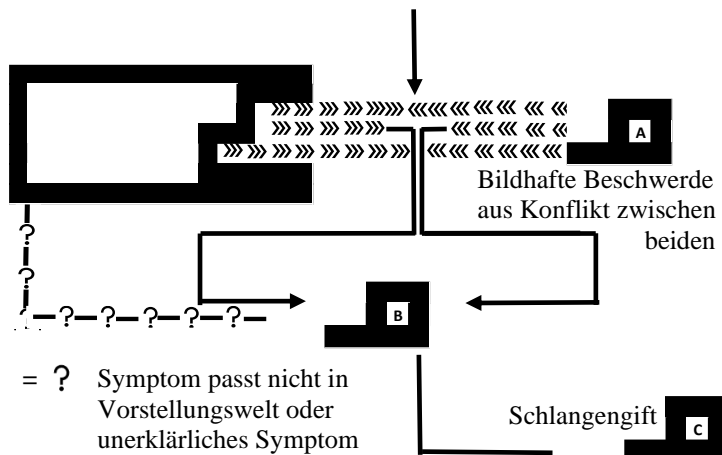 A
Bildhafte Beschwerde
aus Konflikt zwischen
beiden
?
?
? ? ? ? ?
B
= ? Symptom passt nicht in
Vorstellungswelt oder
unerklärliches Symptom
Schlangengift
C